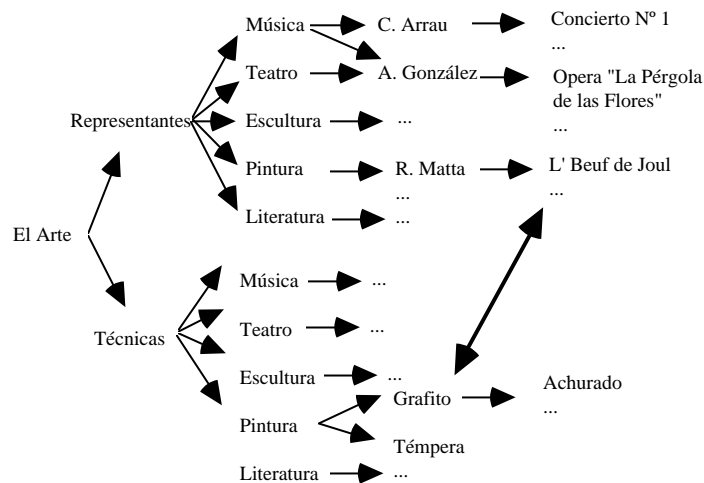 Música C. Arrau Concierto Nº 1
...
Teatro A. González Opera "La Pérgola
de las Flores"
...
Representantes Escultura ...
Pintura R. Matta L' Beuf de Joul
... ...
Literatura ...
El Arte
Música ...
Técnicas Teatro ...
Escultura ...
Grafito Achurado
...
Pintura
Témpera
Literatura ...